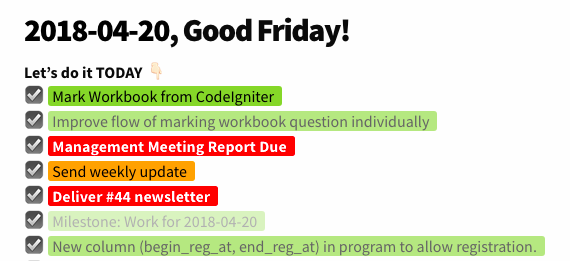 2018-04-20, Good Friday!
Let’s do it TODAY 👇🏻
Mark Workbook from CodeIgniter
Improve flow of marking workbook question individually
Management Meeting Report Due
Send weekly update
Deliver #44 newsletter
Milestone: Work for 2018-04-20
New column (begin_reg_at, end_reg_at) in program to allow registration.